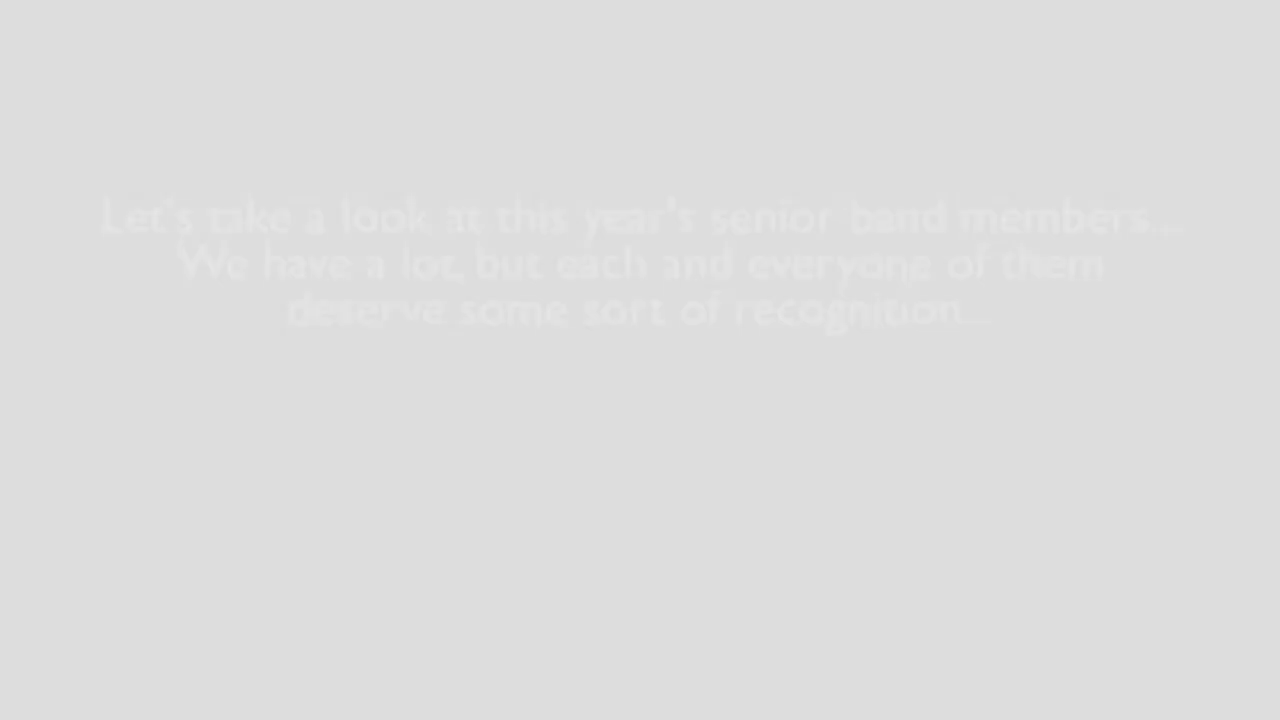 Let's take a look at this year's senior band members...
We have a lot, but each and everyone of them
deserve some sort of recognition...